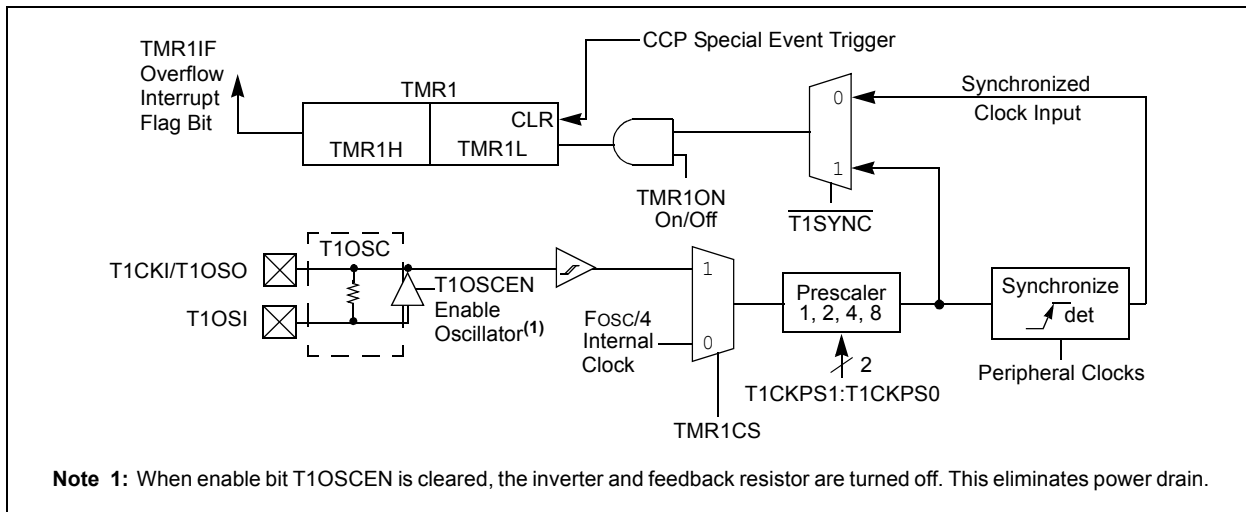 TMR1IF
Overflow
Interrupt
Flag Bit
CCP Special Event Trigger
TMR1
CLR
TMR1H
TMR1L
TMR1ON
On/Off
0
1
T1SYNC
Synchronized
Clock Input
T1CKI/T1OSO
T1OSI
T1OSC
T1OSCEN
Enable
Oscillator(1)
FOSC/4
Internal
Clock
1
0
TMR1CS
Prescaler
1, 2, 4, 8
2
T1CKPS1:T1CKPS0
Synchronize
det
Peripheral Clocks
Note 1: When enable bit T1OSCEN is cleared, the inverter and feedback resistor are turned off. This eliminates power drain.